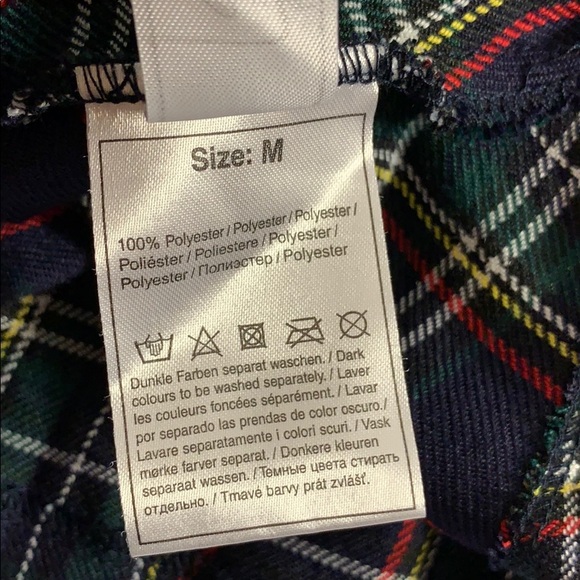 Size: M
100% Polyester / Polyester / Polyester /
Poliéster / Poliestere / Polyester /
Polyester / Полиэстер / Polyester
Dunkle Farben separat waschen. / Dark
colours to be washed separately. / Laver
les couleurs foncées séparément. / Lavar
por separado las prendas de color oscuro./
Lavare separatamente i colori scuri. / Vask
mørke farver separat. / Donkere kleuren
separaat wassen. / Темные цвета стирать
отдельно. / Tmavé barvy prát zvlášť.